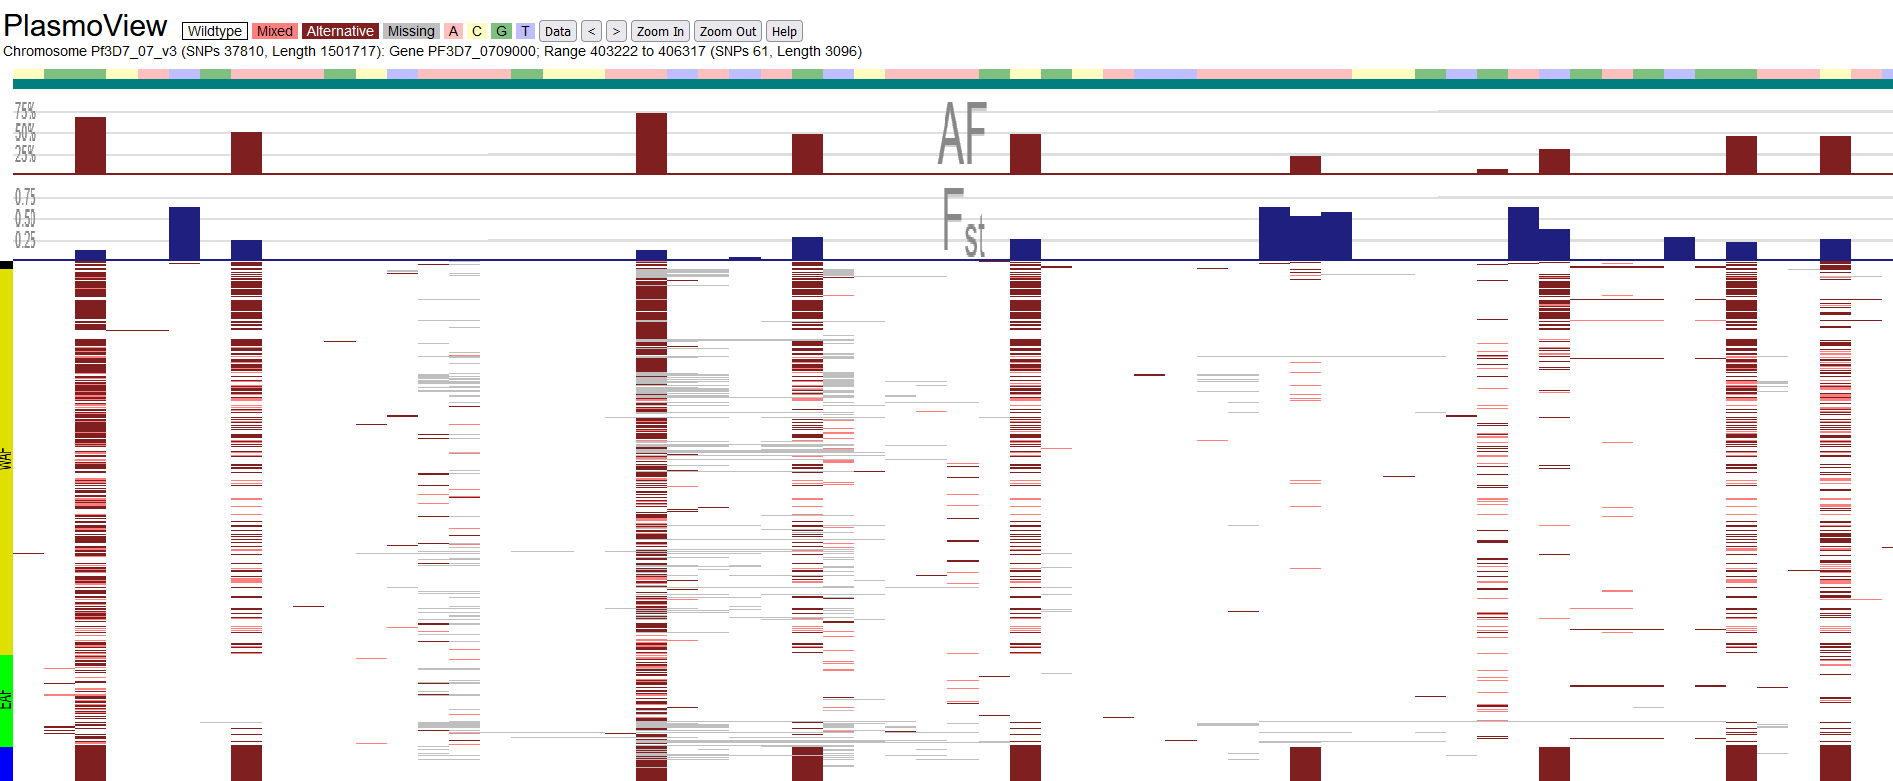 PlasmoView Wildtype Mixed Alternative Missing A C G T Data < > Zoom In Zoom Out Help
Chromosome Pf3D7_07_v3 (SNPs 37810, Length 1501717): Gene PF3D7_0709000; Range 403222 to 406317 (SNPs 61, Length 3096)
75%
50%
25%
AF
0.75
0.50
0.25
Fst
WAF
EAF